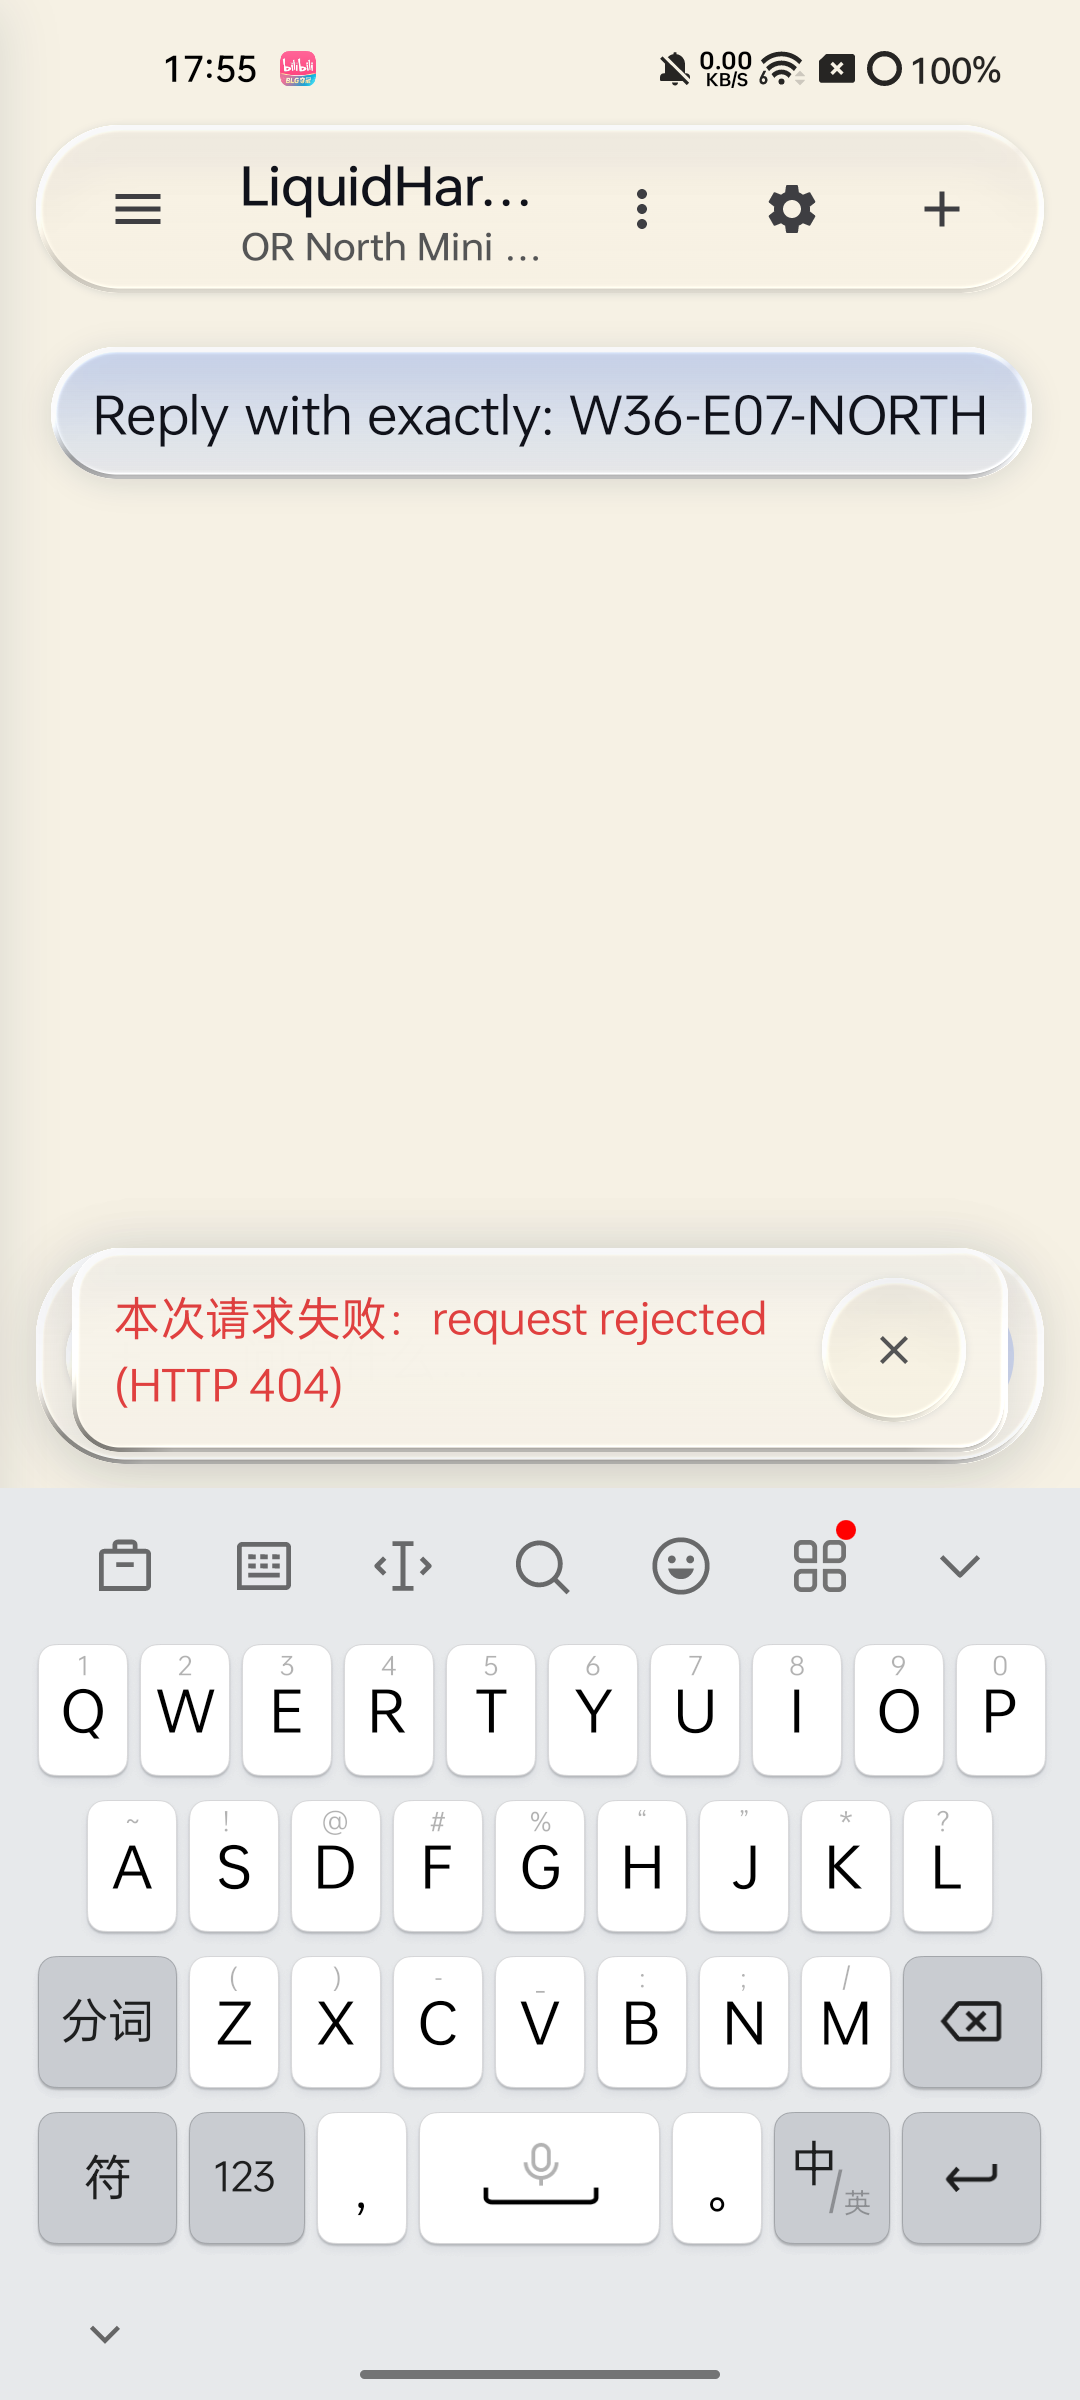 17:55
bilibili
0.00
KB/S
6
100%
LiquidHar...
OR North Mini ...
Reply with exactly: W36-E07-NORTH
本次请求失败：request rejected
(HTTP 404)
1 2 3 4 5 6 7 8 9 0
Q W E R T Y U I O P
~ ! @ # % “ ” * ?
A S D F G H J K L
( ) - _ : ; /
分词 Z X C V B N M
符 123 , 。 中/英